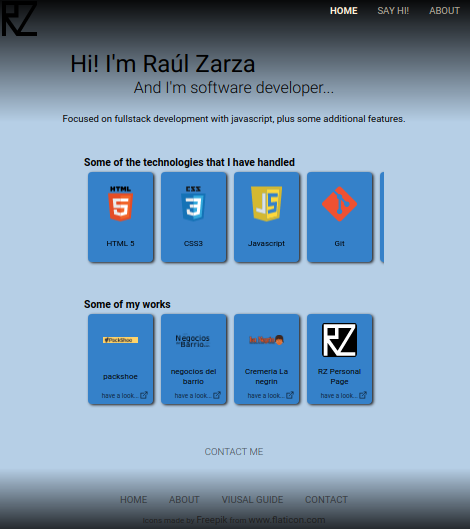 RZ
HOME SAY HI! ABOUT
Hi! I'm Raúl Zarza
And I'm software developer...
Focused on fullstack development with javascript, plus some additional features.
Some of the technologies that I have handled
HTML 5 CSS 3 JS
HTML 5 CSS3 Javascript Git
Some of my works
PackShoe Negocios del Barrio... RZ
packshoe negocios del barrio Cremeria La negrin RZ Personal Page
have a look... have a look... have a look... have a look...
CONTACT ME
HOME ABOUT VIUSAL GUIDE CONTACT
Icons made by Freepik from www.flaticon.com